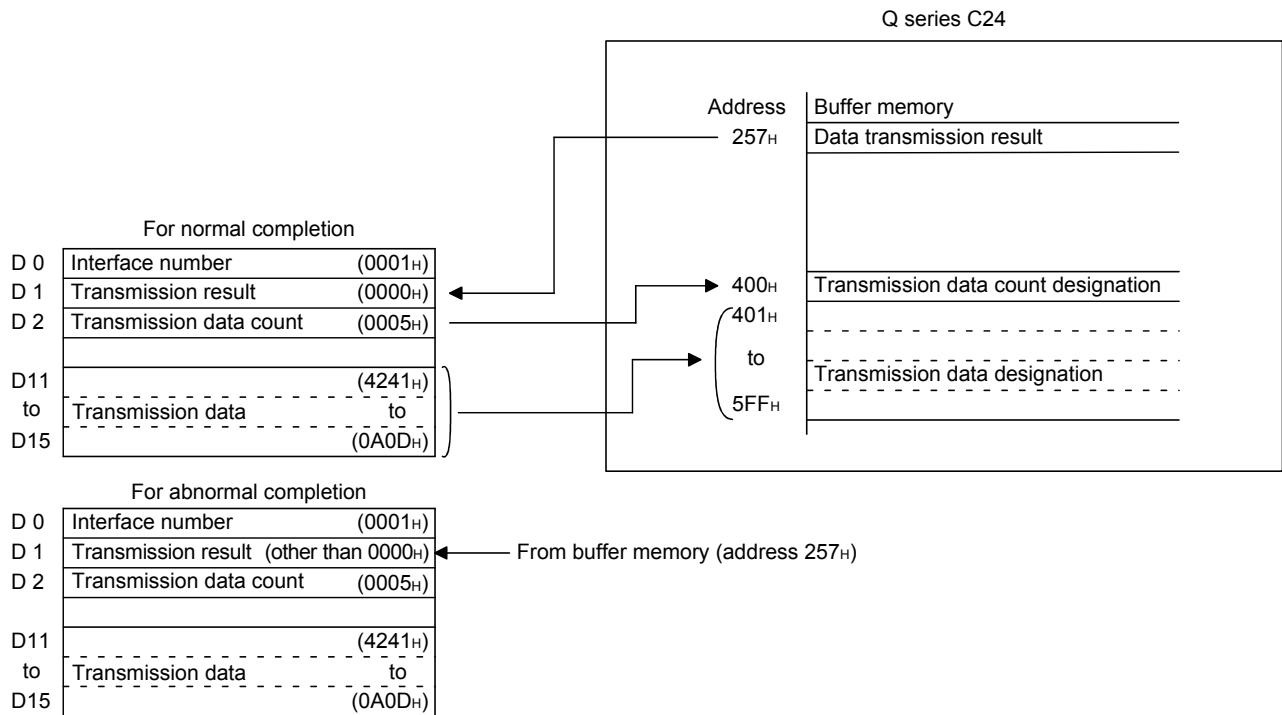 Q series C24
Address Buffer memory
257H Data transmission result
For normal completion
D 0 Interface number (0001H)
D 1 Transmission result (0000H)
D 2 Transmission data count (0005H)
400H Transmission data count designation
401H
to
Transmission data designation
5FFH
D11 (4241H)
to Transmission data to
D15 (0A0DH)
For abnormal completion
D 0 Interface number (0001H)
D 1 Transmission result (other than 0000H) From buffer memory (address 257H)
D 2 Transmission data count (0005H)
D11 (4241H)
to Transmission data to
D15 (0A0DH)